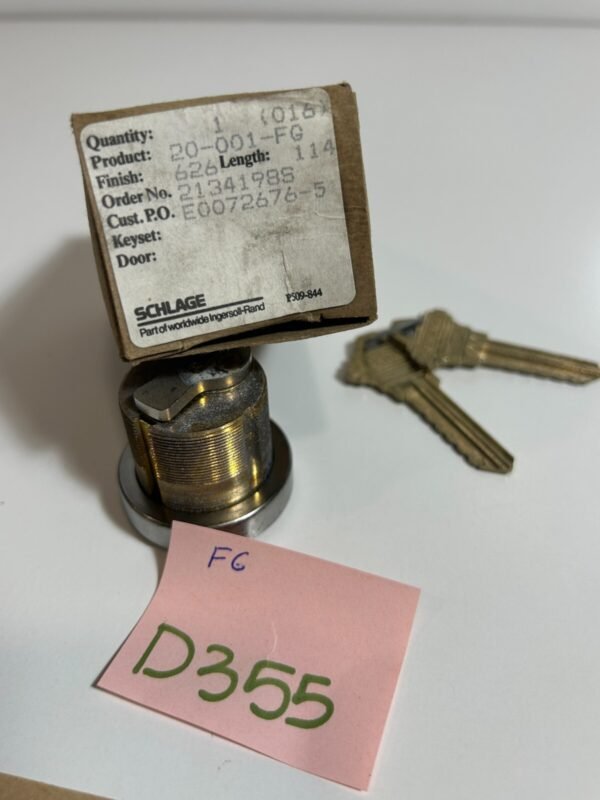 Quantity: 1 (016)
Product: 20-001-FG
Finish: 626 Length: 114
Order No. 2134198S
Cust. P.O. E0072676-5
Keyset:
Door:
SCHLAGE
Part of worldwide Ingersoll-Rand
P509-844
FG
D355